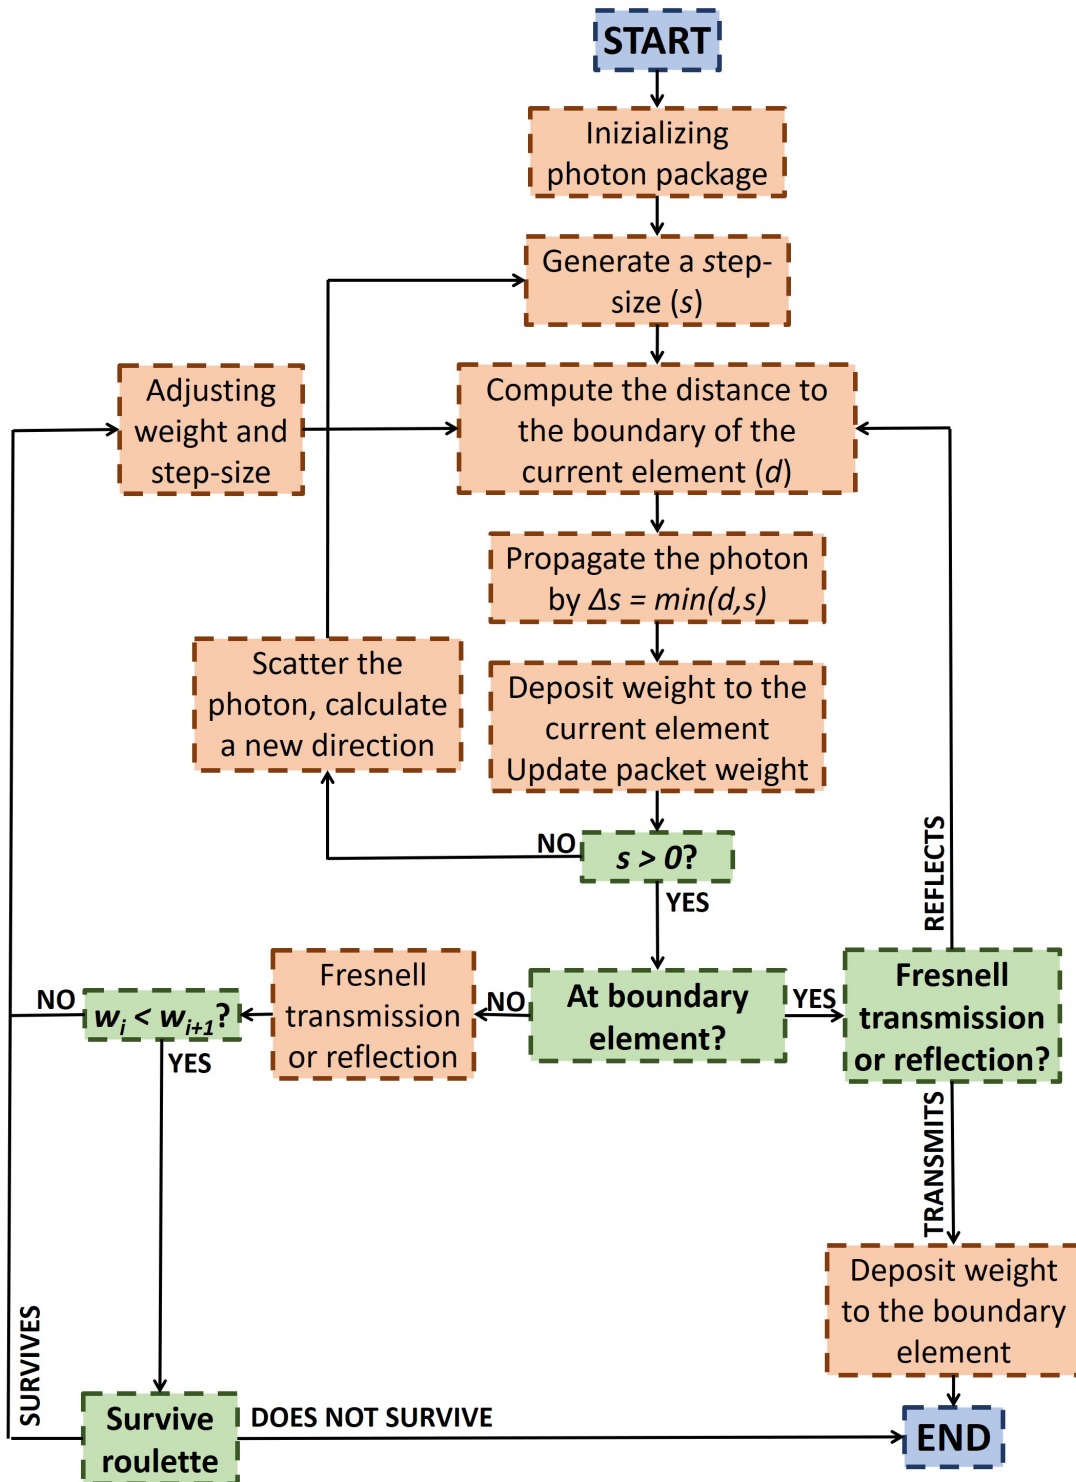 START
Inizializing
photon package
Generate a step-
size (s)
Adjusting
weight and
step-size
Compute the distance to
the boundary of the
current element (d)
Propagate the photon
by Δs = min(d,s)
Scatter the
photon, calculate
a new direction
Deposit weight to the
current element
Update packet weight
NO
s > 0?
YES
REFLECTS
NO
w_i < w_{i+1}?
YES
Fresnell
transmission
or reflection
NO
At boundary
element?
YES
Fresnell
transmission
or reflection?
TRANSMITS
Deposit weight
to the boundary
element
SURVIVES
Survive
roulette
DOES NOT SURVIVE
END